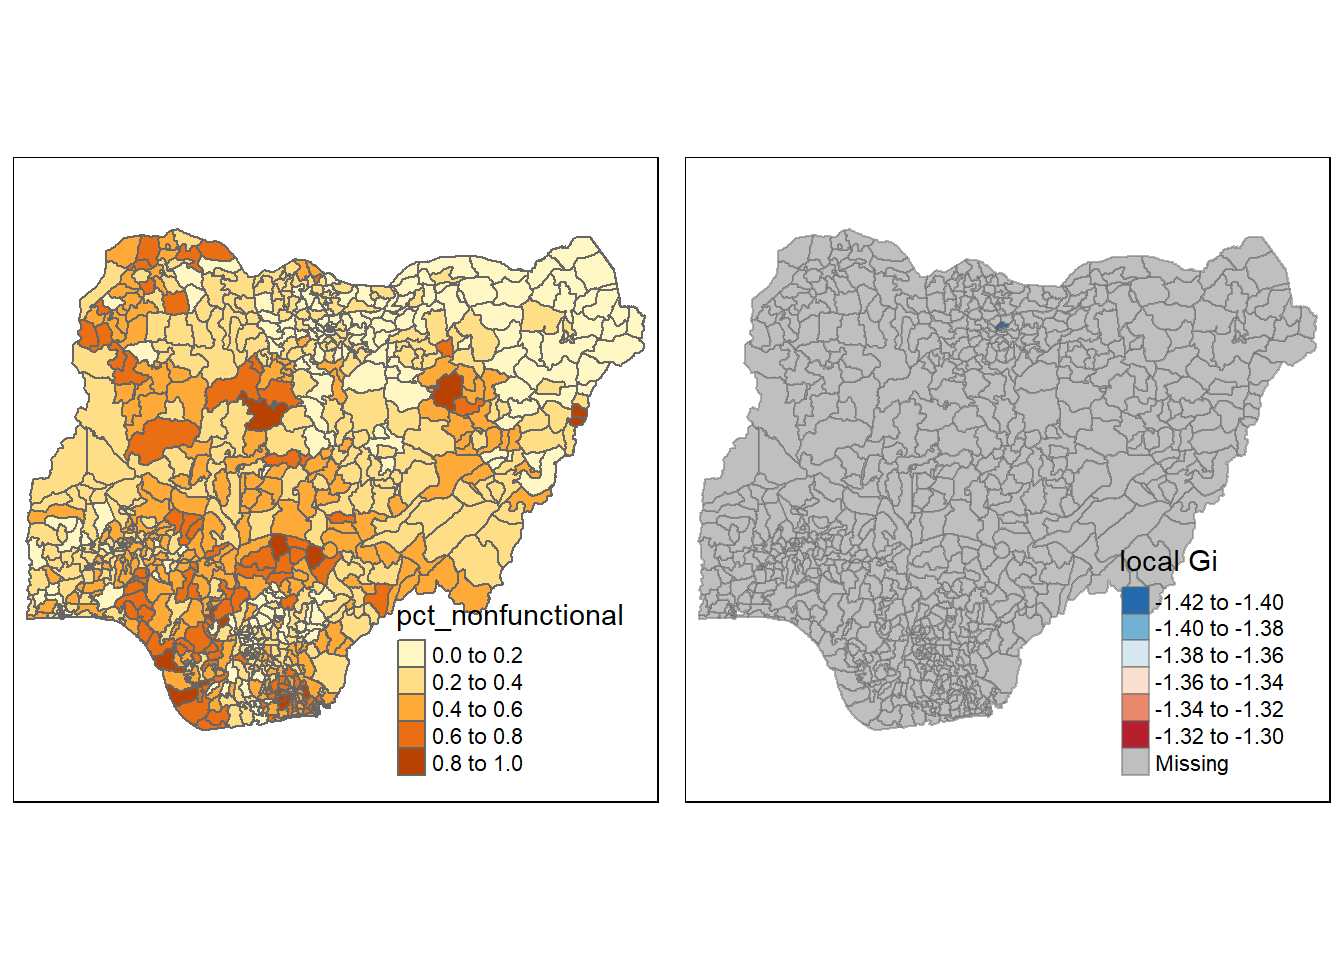 pct_nonfunctional
0.0 to 0.2
0.2 to 0.4
0.4 to 0.6
0.6 to 0.8
0.8 to 1.0
local Gi
-1.42 to -1.40
-1.40 to -1.38
-1.38 to -1.36
-1.36 to -1.34
-1.34 to -1.32
-1.32 to -1.30
Missing